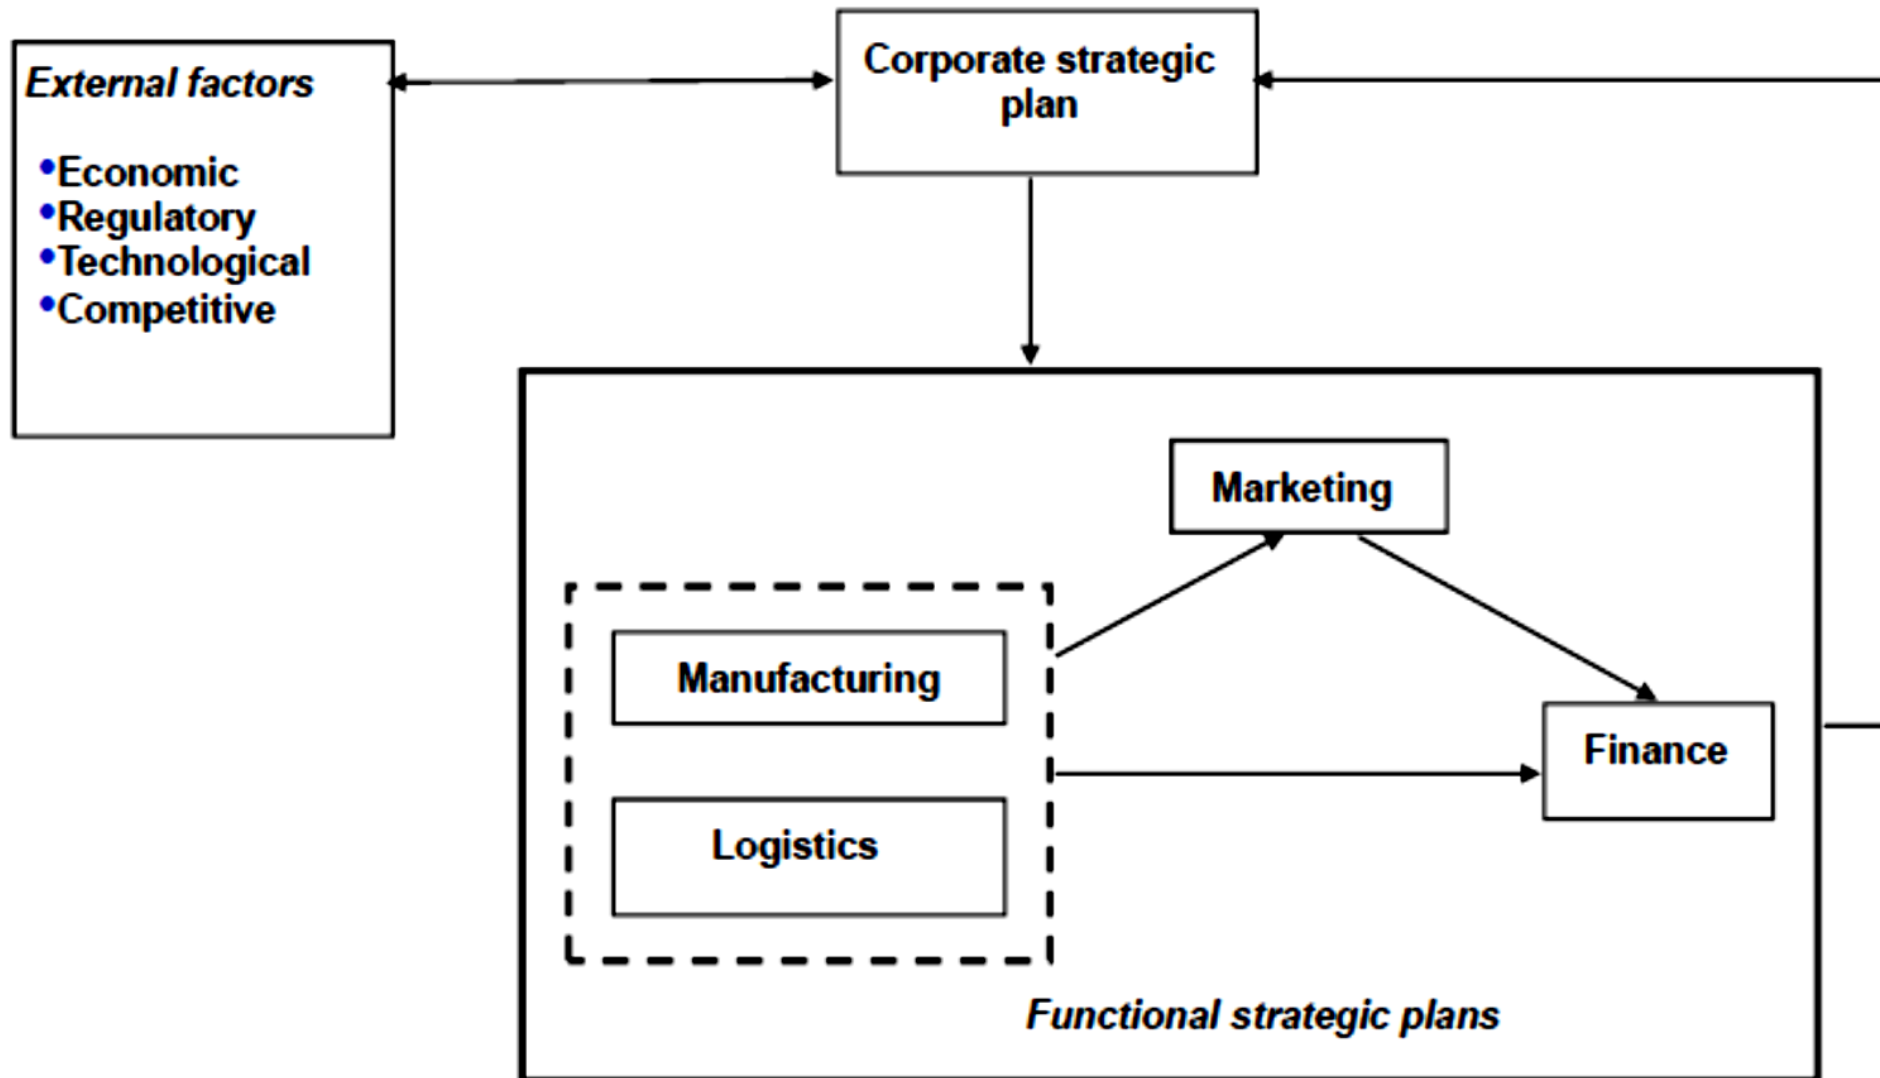 External factors
•Economic
•Regulatory
•Technological
•Competitive
Corporate strategic
plan
Marketing
Manufacturing
Logistics
Finance
Functional strategic plans